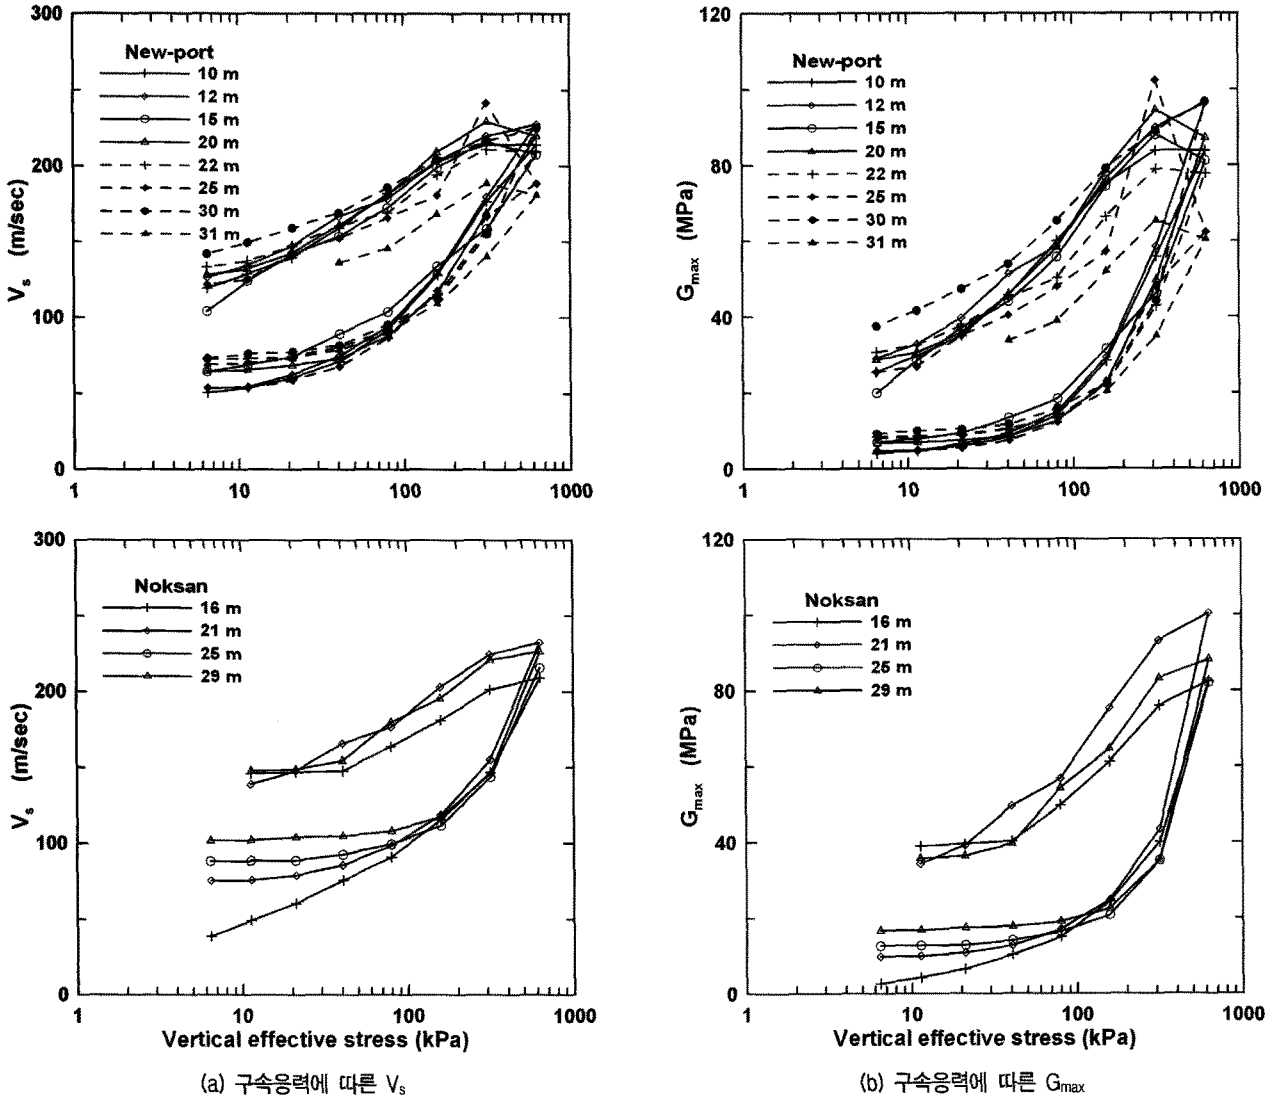 300
200
100
0
V_s (m/sec)
New-port
10 m
12 m
15 m
20 m
22 m
25 m
30 m
31 m
1 10 100 1000
120
80
40
0
G_max (MPa)
New-port
10 m
12 m
15 m
20 m
22 m
25 m
30 m
31 m
1 10 100 1000
300
200
100
0
V_s (m/sec)
Noksan
16 m
21 m
25 m
29 m
1 10 100 1000
Vertical effective stress (kPa)
(a) 구속응력에 따른 V_s
120
80
40
0
G_max (MPa)
Noksan
16 m
21 m
25 m
29 m
1 10 100 1000
Vertical effective stress (kPa)
(b) 구속응력에 따른 G_max